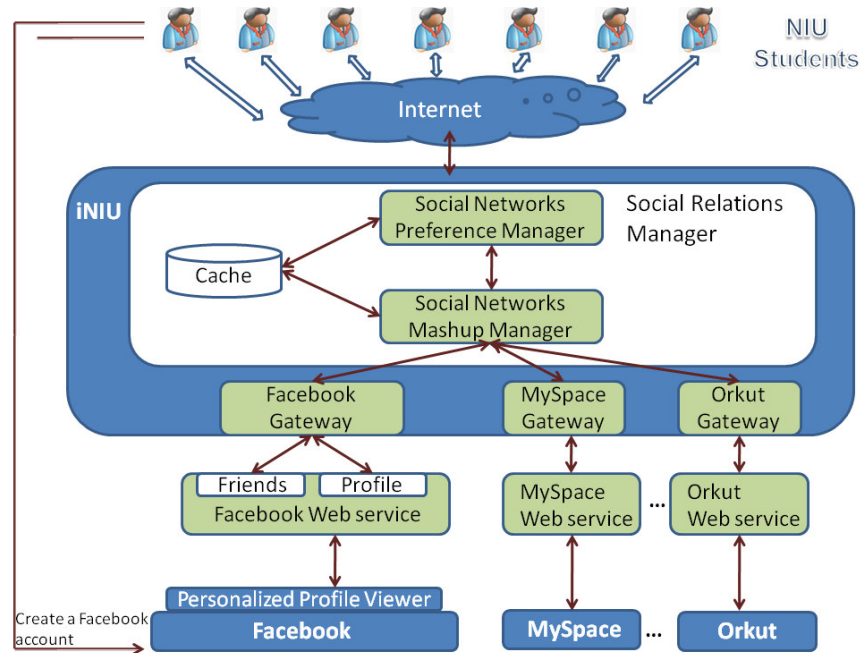 NIU
Students
Internet
iNIU
Social Networks
Preference Manager
Social Relations
Manager
Cache
Social Networks
Mashup Manager
Facebook
Gateway
MySpace
Gateway
Orkut
Gateway
Friends
Profile
Facebook Web service
MySpace
Web service
...
Orkut
Web service
Personalized Profile Viewer
Create a Facebook
account
Facebook
MySpace
...
Orkut